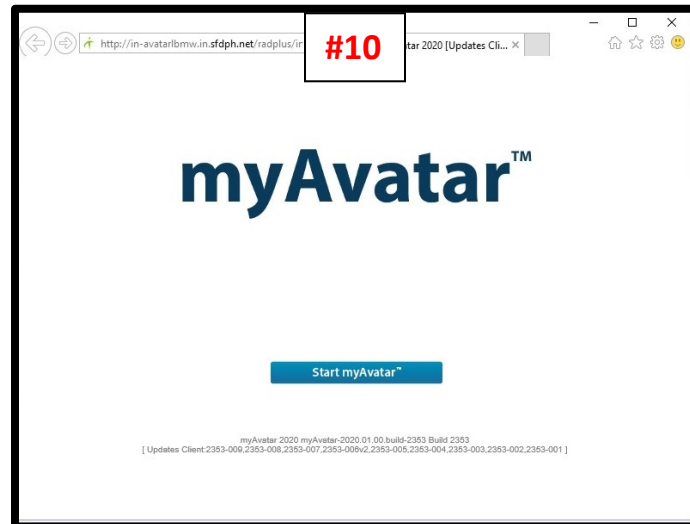 #10
http://in-avatarlbmw.in.sfdph.net/radplus/in
tar 2020 [Updates Cli... ×
myAvatar™
Start myAvatar™
myAvatar 2020 myAvatar-2020.01.00.build-2353 Build 2353
[ Updates Client:2353-009,2353-008,2353-007,2353-006v2,2353-005,2353-004,2353-003,2353-002,2353-001 ]